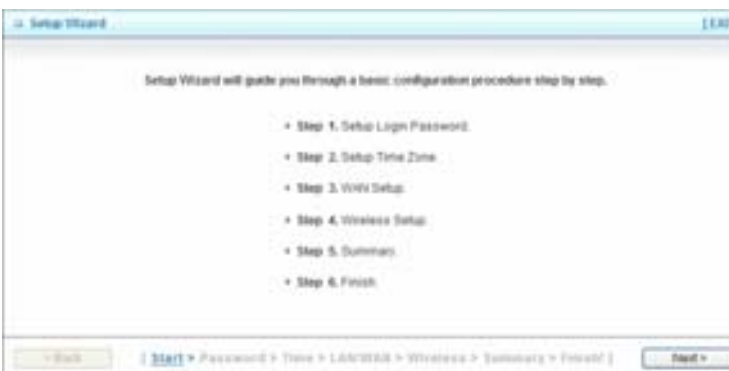 Setup Wizard
Setup Wizard will guide you through a basic configuration procedure step by step.
Step 1. Setup Login Password.
Step 2. Setup Time Zone.
Step 3. WAN Setup.
Step 4. Wireless Setup.
Step 5. Summary.
Step 6. Finish.
< Back [ Start > Password > Time > LAN/WAN > Wireless > Summary > Finish! ] Next >